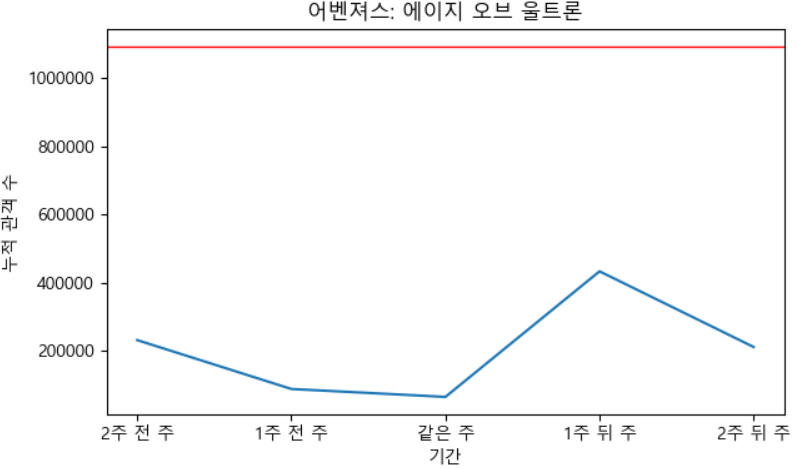 어벤져스: 에이지 오브 울트론
누적 관객 수
1000000
800000
600000
400000
200000
2주 전 주
1주 전 주
같은 주
1주 뒤 주
2주 뒤 주
기간